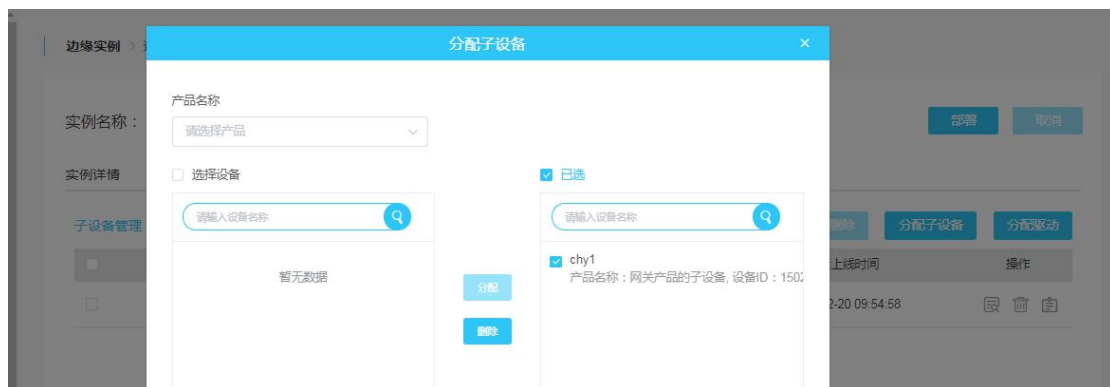 边缘实例 >
分配子设备
×
产品名称
实例名称：
请选择产品
部署
取消
实例详情
选择设备
已选
子设备管理
请输入设备名称
请输入设备名称
删除
分配子设备
分配驱动
暂无数据
chy1
产品名称：网关产品的子设备, 设备ID：1502
上线时间
操作
分配
2-20 09:54:58
删除